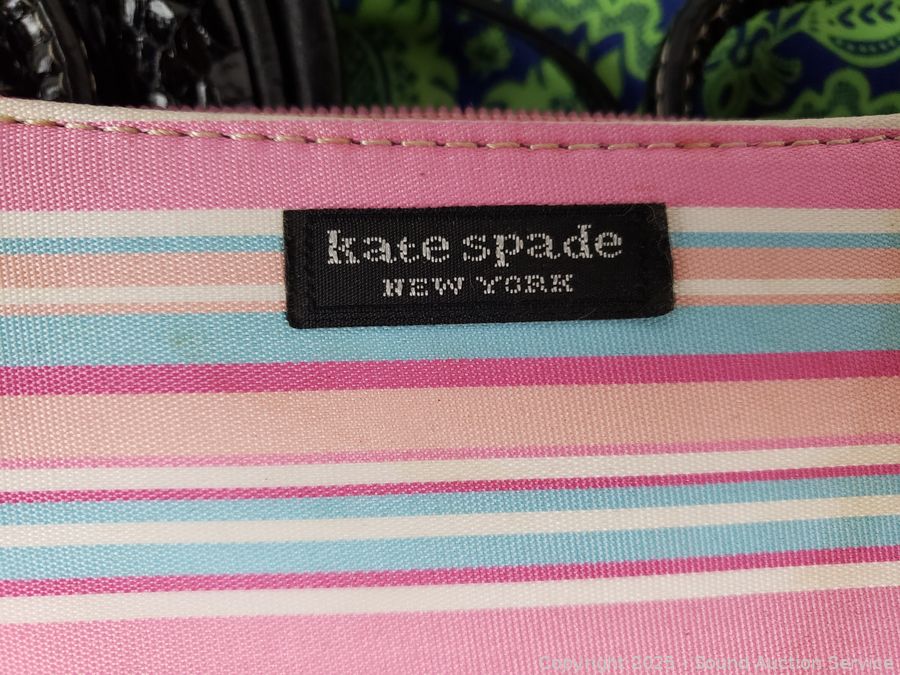 kate spade
NEW YORK
Copyright 2025 | Sound Auction Service